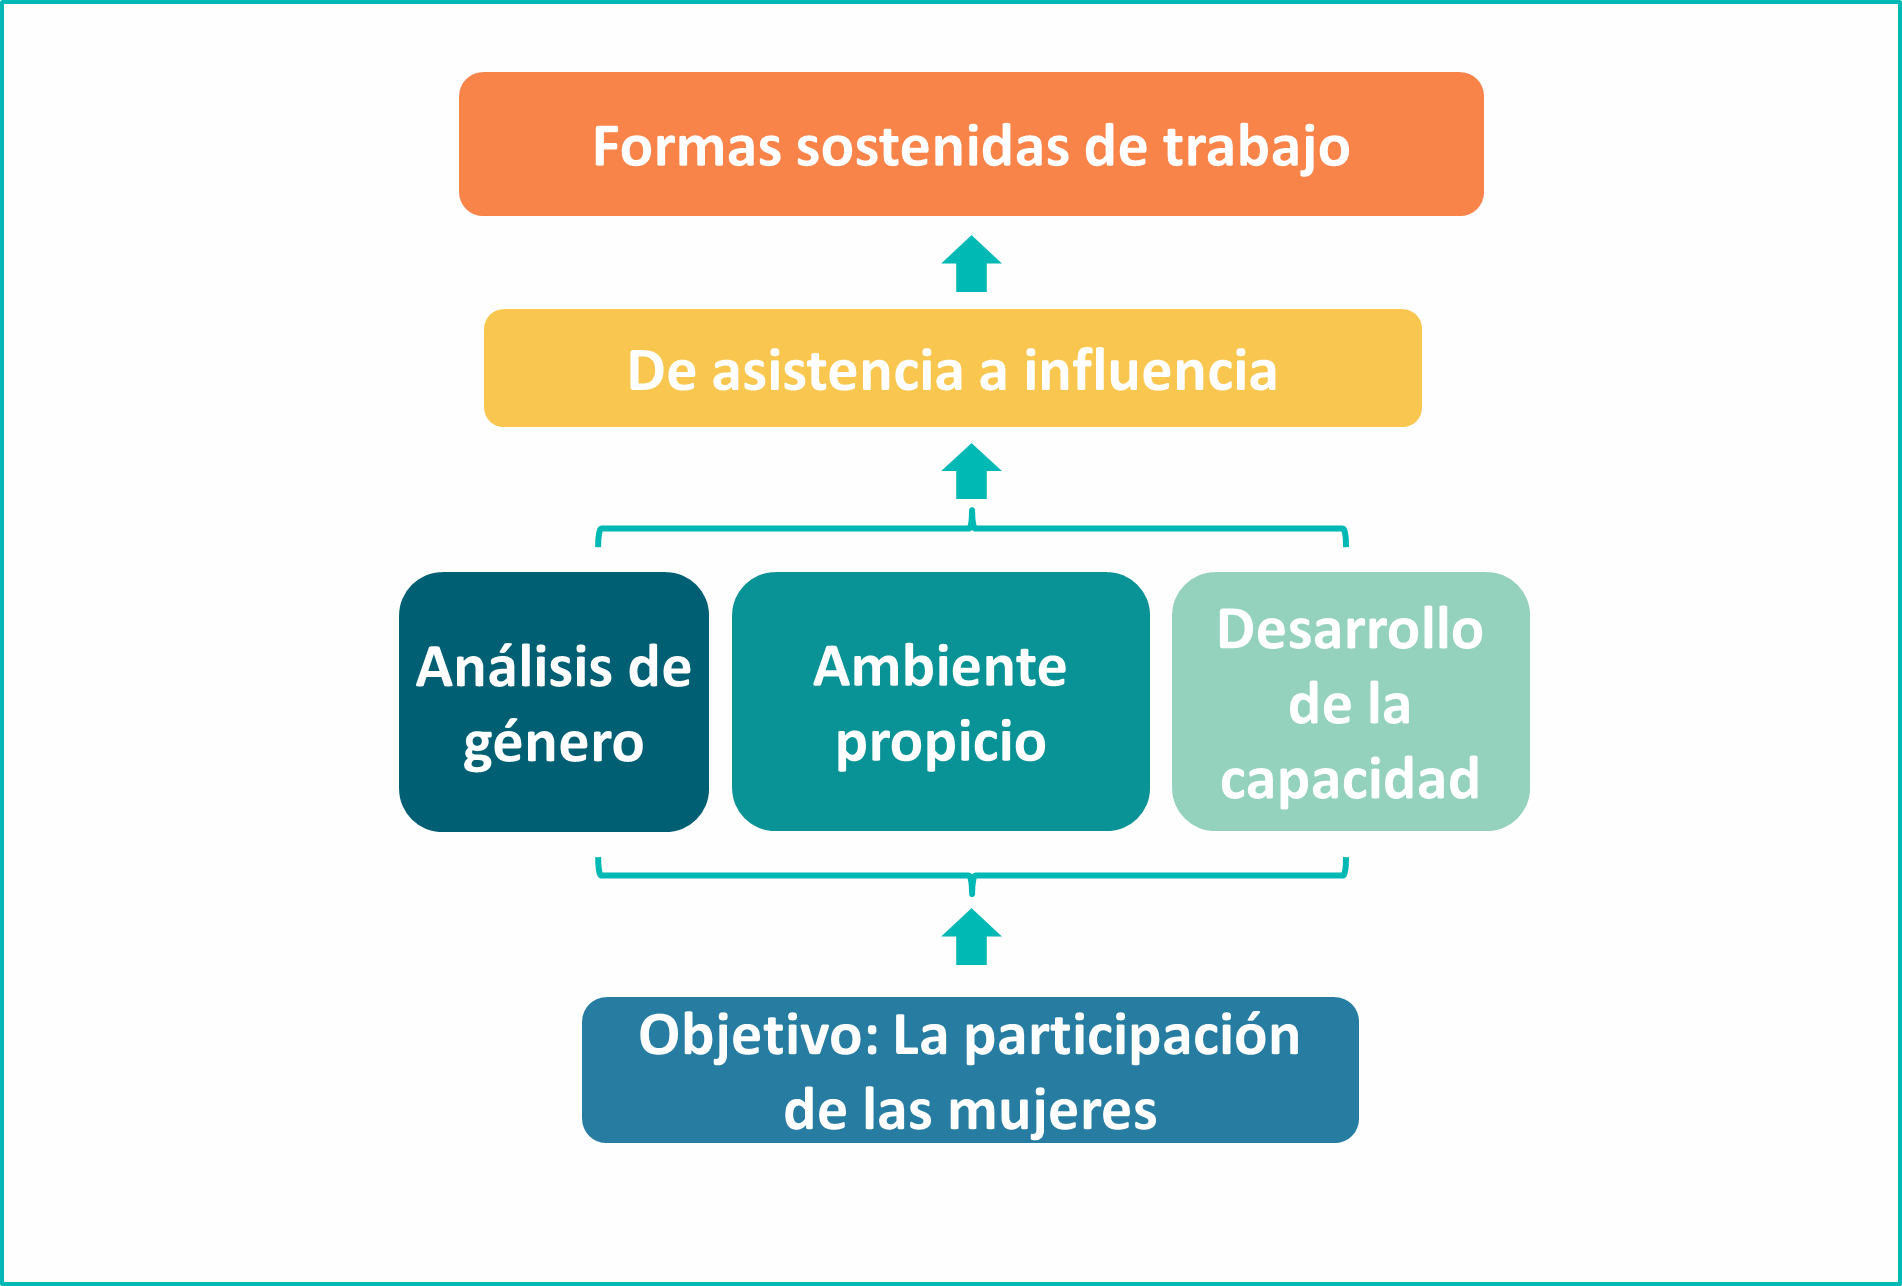 Formas sostenidas de trabajo
De asistencia a influencia
Análisis de
género
Ambiente
propicio
Desarrollo
de la
capacidad
Objetivo: La participación
de las mujeres